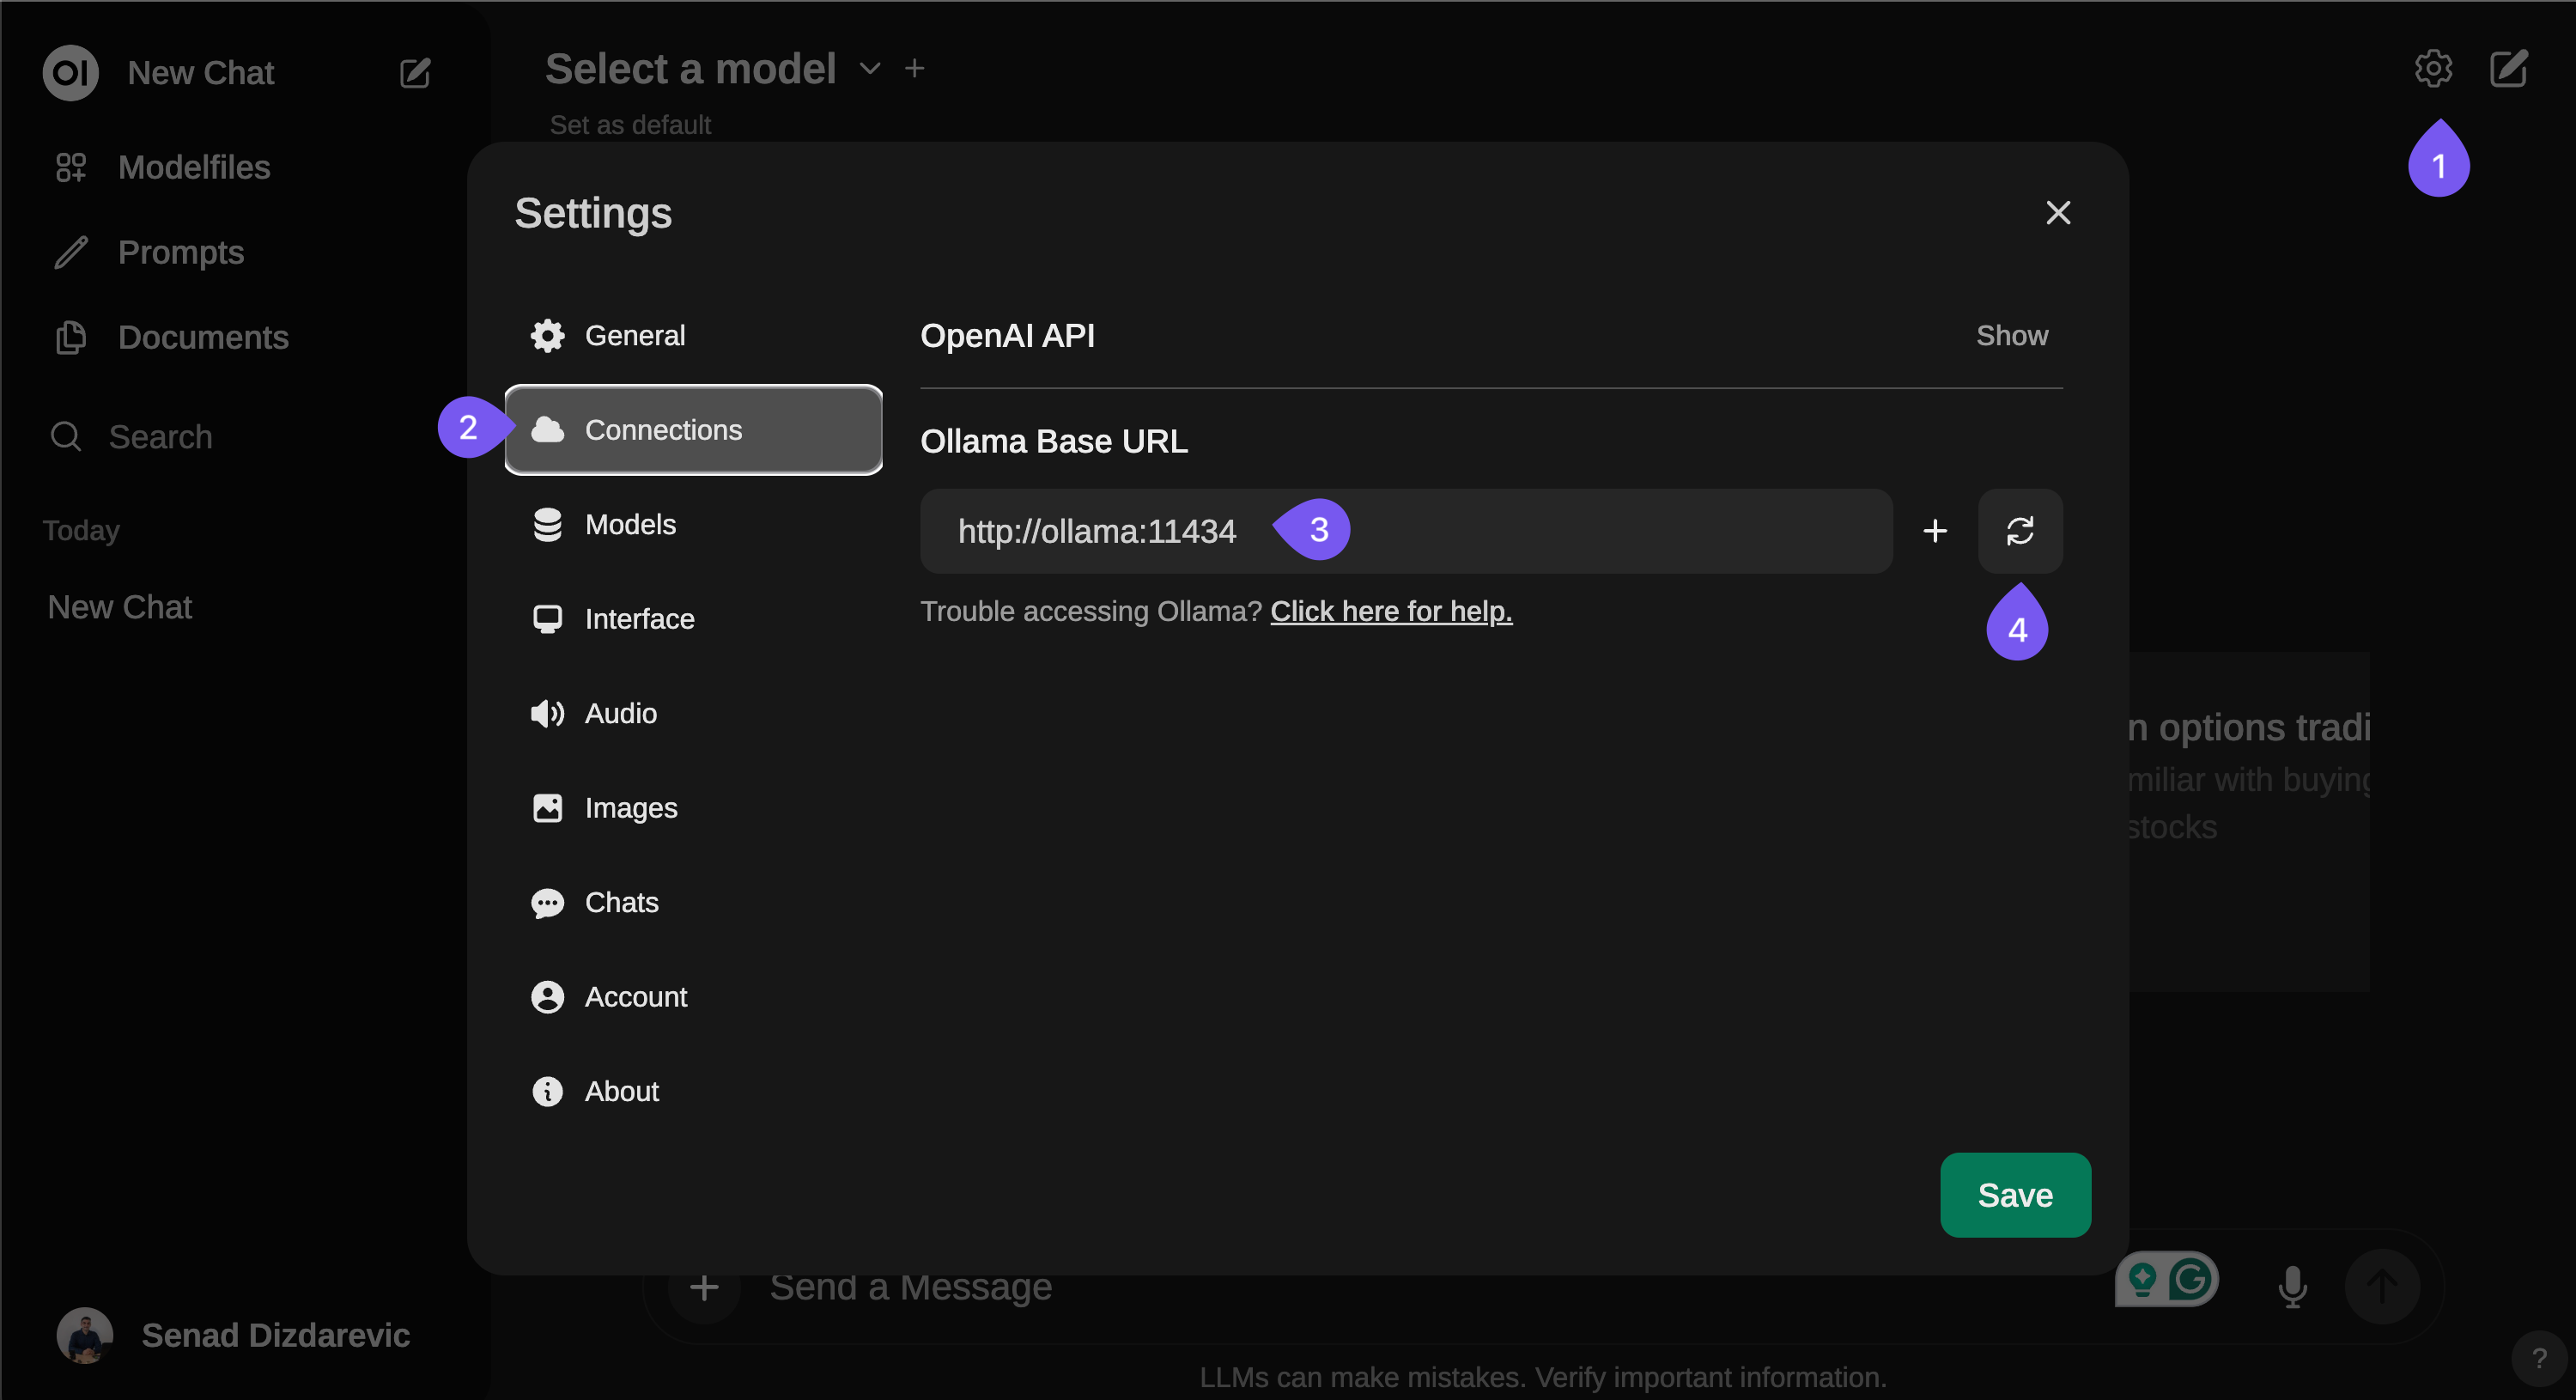 New Chat
Modelfiles
Prompts
Documents
Search
Today
New Chat
Senad Dizdarevic
Select a model
Set as default
1
Settings
General
2
Connections
Models
Interface
Audio
Images
Chats
Account
About
OpenAI API
Show
Ollama Base URL
http://ollama:11434
3
Trouble accessing Ollama? Click here for help.
4
Save
n options tradi
miliar with buying
stocks
Send a Message
LLMs can make mistakes. Verify important information.
?